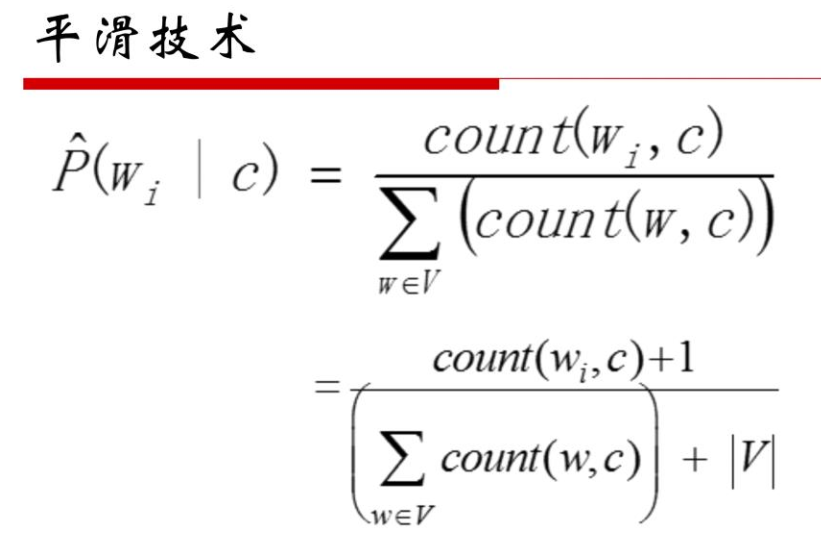 平滑技术
P̂(w_i | c) = count(w_i, c) / ∑_{w∈V} (count(w, c))
= count(w_i, c)+1 / (∑_{w∈V} count(w, c)) + |V|